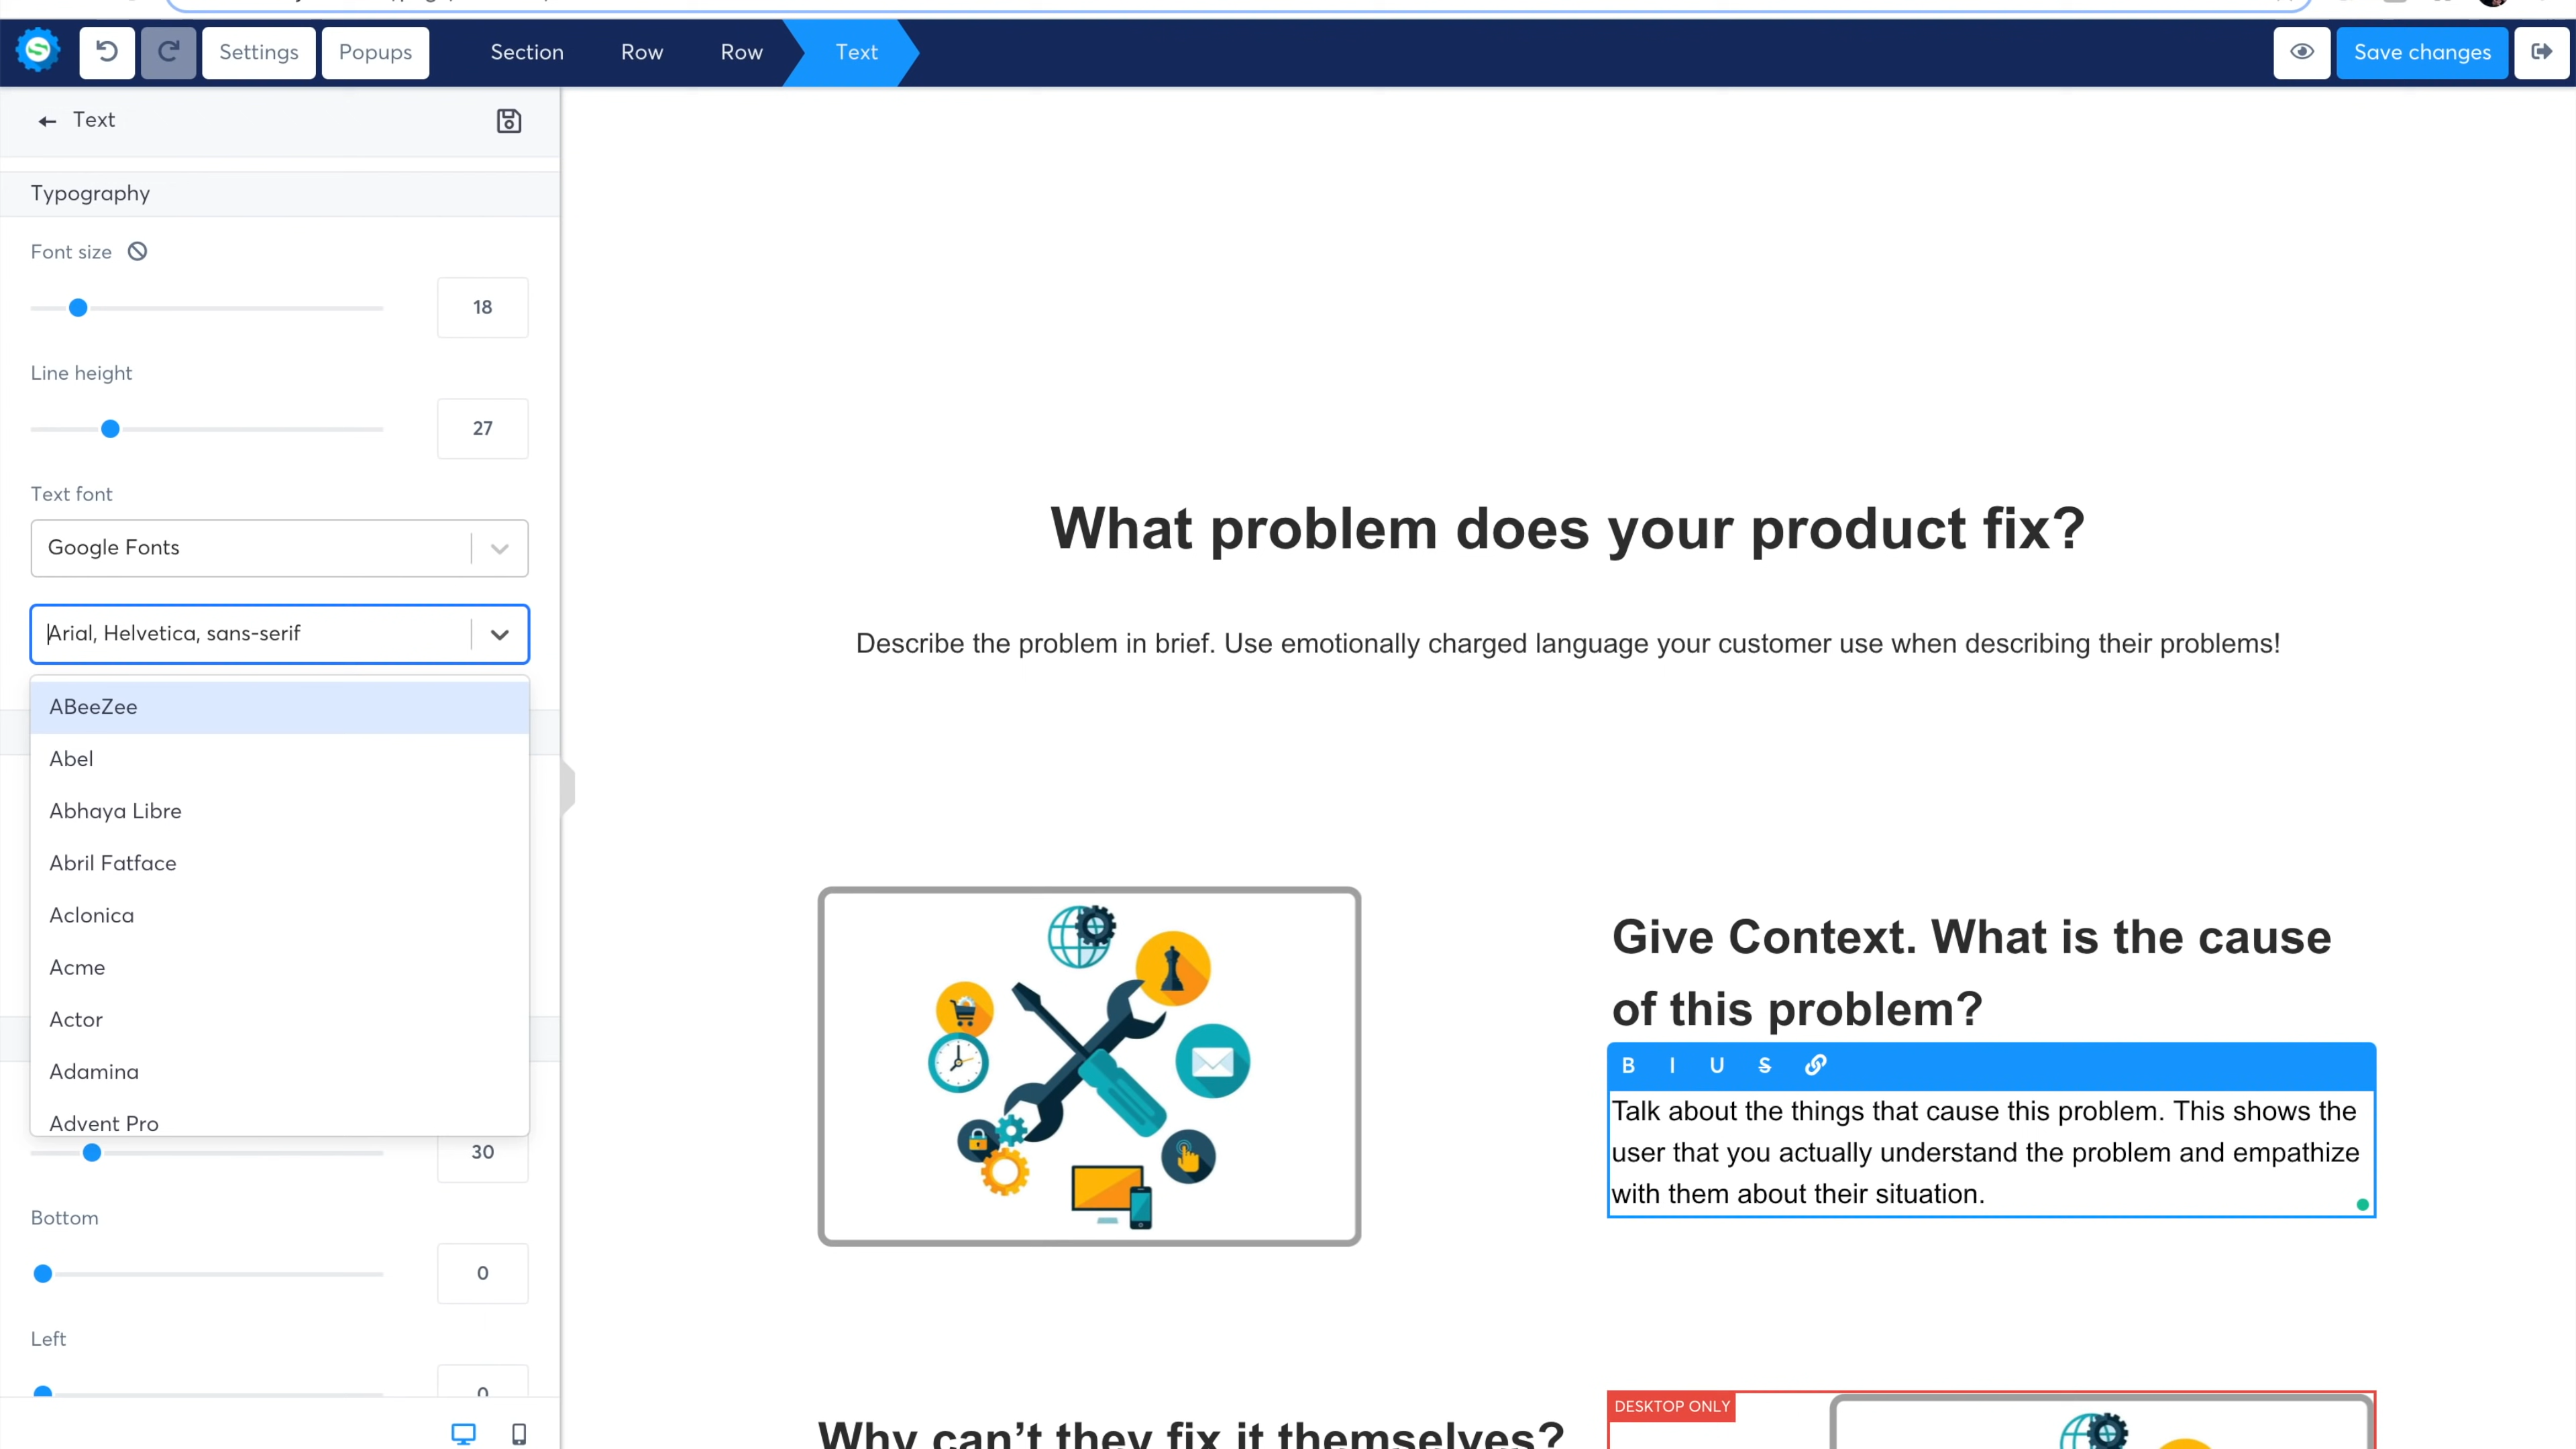 Settings
Popups
Section
Row
Row
Text
Save changes
Text
Typography
Font size
18
Line height
27
Text font
Google Fonts
Arial, Helvetica, sans-serif
ABeeZee
Abel
Abhaya Libre
Abril Fatface
Aclonica
Acme
Actor
Adamina
Advent Pro
30
Bottom
0
Left
0
What problem does your product fix?
Describe the problem in brief. Use emotionally charged language your customer use when describing their problems!
Give Context. What is the cause
of this problem?
B I U S
Talk about the things that cause this problem. This shows the
user that you actually understand the problem and empathize
with them about their situation.
DESKTOP ONLY
Why can't they fix it themselves?